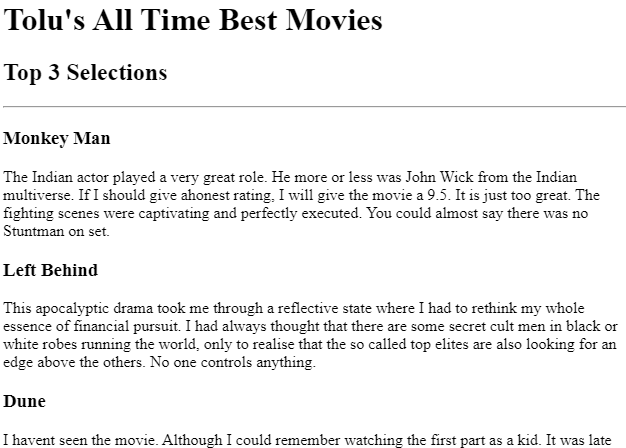 Tolu's All Time Best Movies
Top 3 Selections
Monkey Man
The Indian actor played a very great role. He more or less was John Wick from the Indian
multiverse. If I should give ahonest rating, I will give the movie a 9.5. It is just too great. The
fighting scenes were captivating and perfectly executed. You could almost say there was no
Stuntman on set.
Left Behind
This apocalyptic drama took me through a reflective state where I had to rethink my whole
essence of financial pursuit. I had always thought that there are some secret cult men in black or
white robes running the world, only to realise that the so called top elites are also looking for an
edge above the others. No one controls anything.
Dune
I havent seen the movie. Although I could remember watching the first part as a kid. It was late